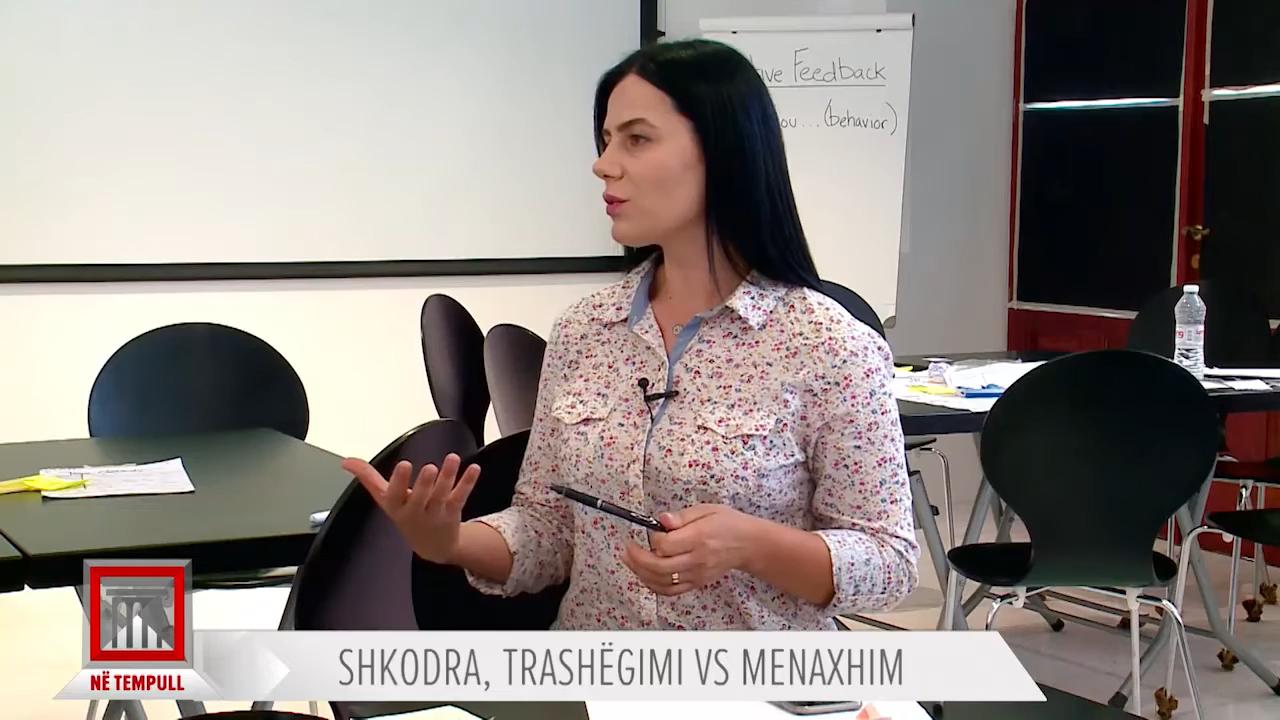 Feedback
...(behavior)
NË TEMPULL
SHKODRA, TRASHËGIMI VS MENAXHIM